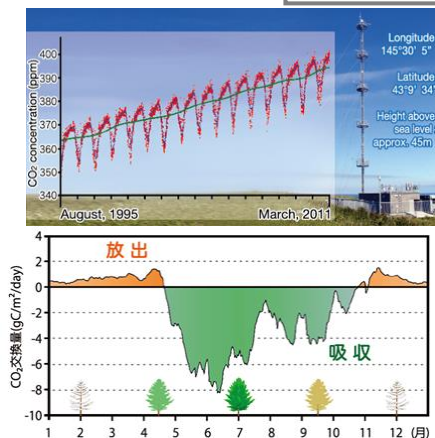 CO₂ concentration (ppm)
400
390
380
370
360
350
340
August, 1995
March, 2011
Longitude
145°30' 5"
Latitude
43°9' 34"
Height above
sea level
approx. 45m
CO₂交換量(gC/m²/day)
4
2
0
-2
-4
-6
-8
-10
放出
吸収
1 2 3 4 5 6 7 8 9 10 11 12 (月)